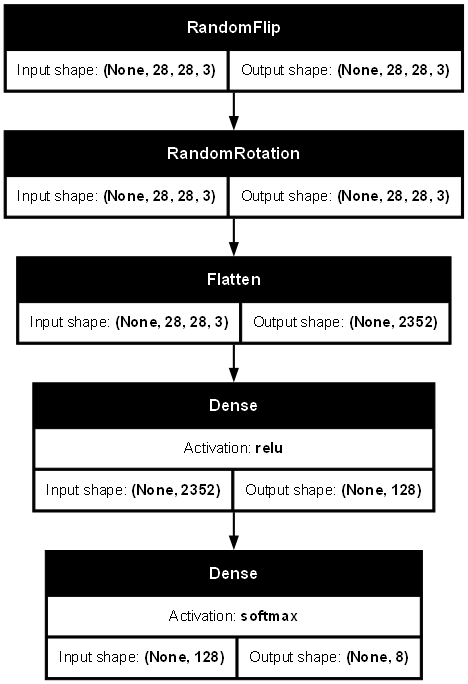 RandomFlip
Input shape: (None, 28, 28, 3) Output shape: (None, 28, 28, 3)
RandomRotation
Input shape: (None, 28, 28, 3) Output shape: (None, 28, 28, 3)
Flatten
Input shape: (None, 28, 28, 3) Output shape: (None, 2352)
Dense
Activation: relu
Input shape: (None, 2352) Output shape: (None, 128)
Dense
Activation: softmax
Input shape: (None, 128) Output shape: (None, 8)